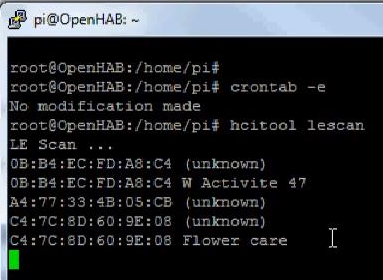 pi@OpenHAB: ~
root@OpenHAB:/home/pi#
root@OpenHAB:/home/pi# crontab -e
No modification made
root@OpenHAB:/home/pi# hcitool lescan
LE Scan ...
0B:B4:EC:FD:A8:C4 (unknown)
0B:B4:EC:FD:A8:C4 W Activite 47
A4:77:33:4B:05:CB (unknown)
C4:7C:8D:60:9E:08 (unknown)
C4:7C:8D:60:9E:08 Flower care